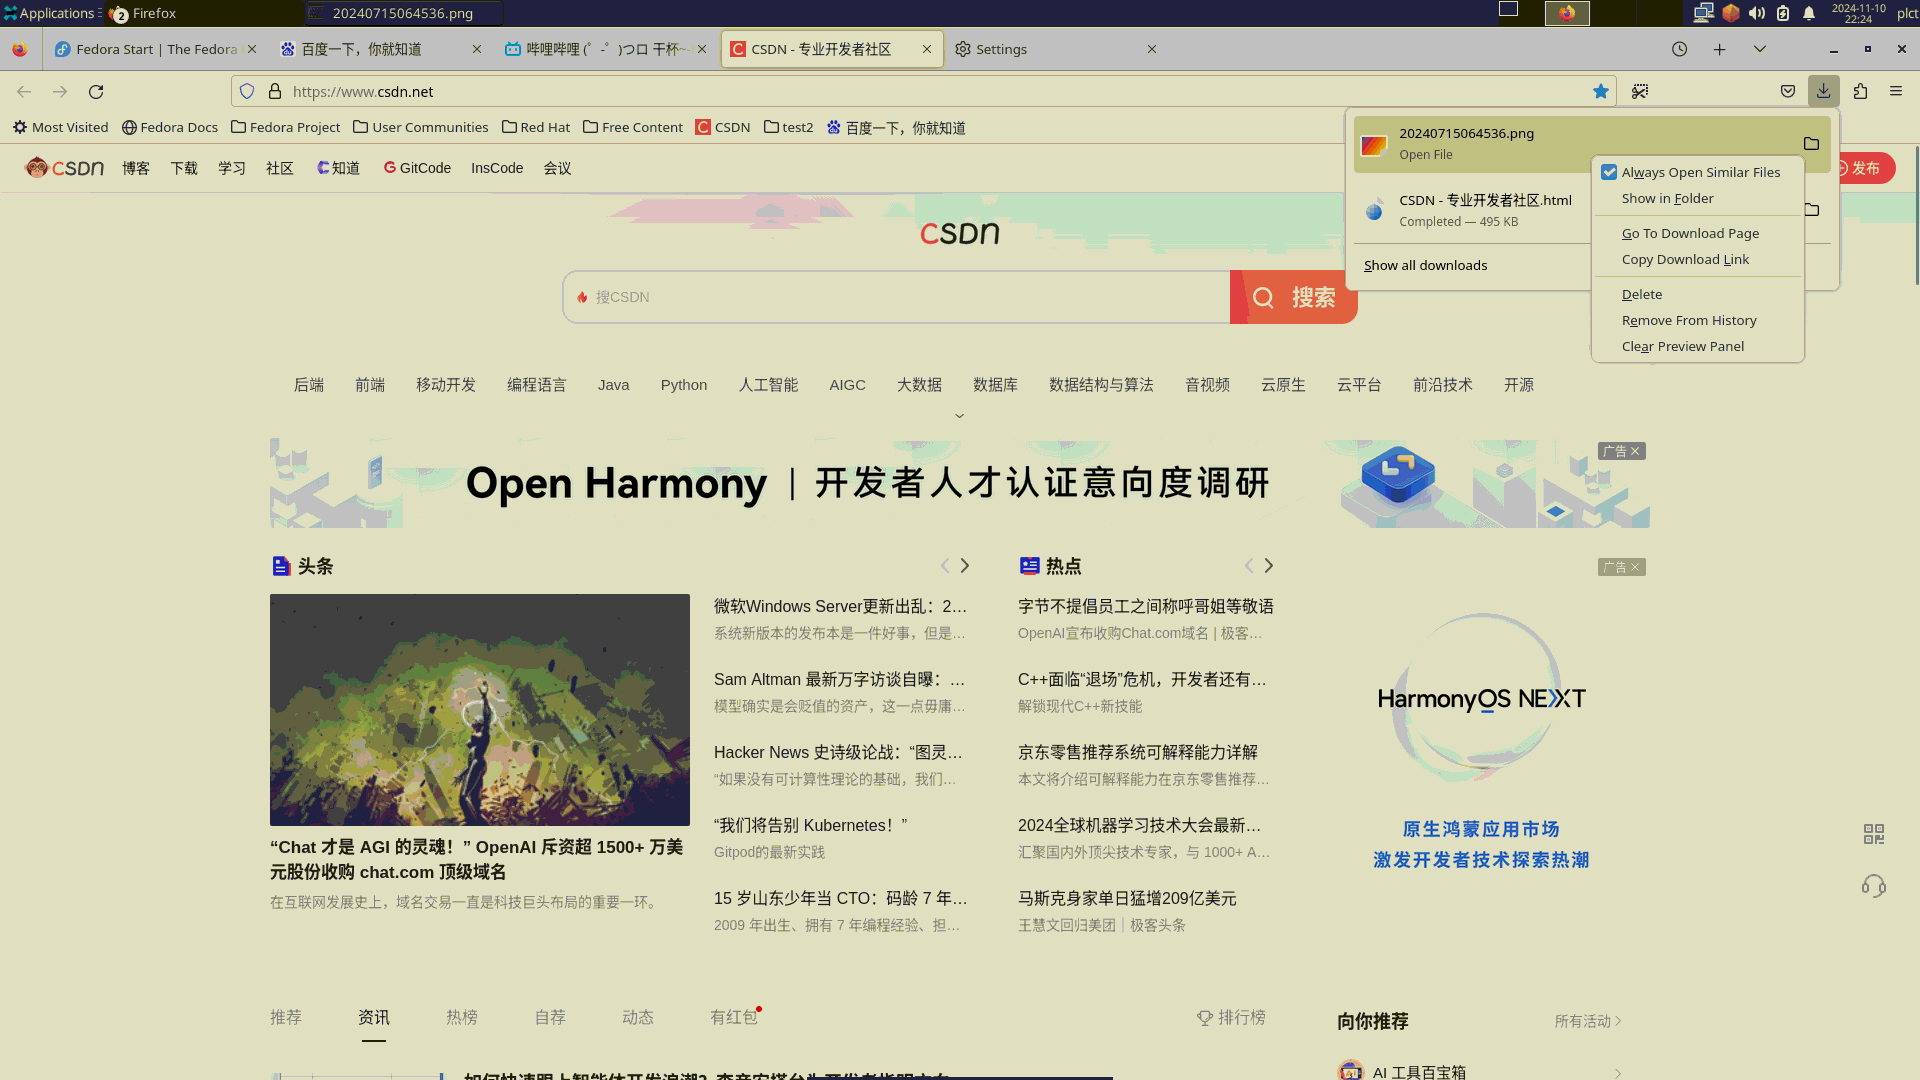 Applications
2 Firefox
20240715064536.png
2024-11-10
22:24
plct
Fedora Start | The Fedora
百度一下，你就知道
哔哩哔哩 (゜-゜)つロ 干杯~-
CSDN - 专业开发者社区
Settings
https://www.csdn.net
Most Visited
Fedora Docs
Fedora Project
User Communities
Red Hat
Free Content
CSDN
test2
百度一下，你就知道
20240715064536.png
Open File
CSDN - 专业开发者社区.html
Completed — 495 KB
Show all downloads
Always Open Similar Files
Show in Folder
Go To Download Page
Copy Download Link
Delete
Remove From History
Clear Preview Panel
CSDN
博客
下载
学习
社区
C知道
GitCode
InsCode
会议
发布
CSDN
搜CSDN
搜索
后端
前端
移动开发
编程语言
Java
Python
人工智能
AIGC
大数据
数据库
数据结构与算法
音视频
云原生
云平台
前沿技术
开源
Open Harmony | 开发者人才认证意向度调研
广告
头条
热点
广告
“Chat 才是 AGI 的灵魂！” OpenAI 斥资超 1500+ 万美
元股份收购 chat.com 顶级域名
在互联网发展史上，域名交易一直是科技巨头布局的重要一环。
微软Windows Server更新出乱：2...
系统新版本的发布本是一件好事，但是...
Sam Altman 最新万字访谈自曝：...
模型确实是会贬值的资产，这一点毋庸...
Hacker News 史诗级论战：“图灵...
“如果没有可计算性理论的基础，我们...
“我们将告别 Kubernetes！”
Gitpod的最新实践
15 岁山东少年当 CTO：码龄 7 年...
2009 年出生、拥有 7 年编程经验、担...
字节不提倡员工之间称呼哥姐等敬语
OpenAI宣布收购Chat.com域名 | 极客...
C++面临“退场”危机，开发者还有...
解锁现代C++新技能
京东零售推荐系统可解释能力详解
本文将介绍可解释能力在京东零售推荐...
2024全球机器学习技术大会最新...
汇聚国内外顶尖技术专家，与 1000+ A...
马斯克身家单日猛增209亿美元
王慧文回归美团｜极客头条
HarmonyOS NEXT
原生鸿蒙应用市场
激发开发者技术探索热潮
推荐
资讯
热榜
自荐
动态
有红包
排行榜
向你推荐
所有活动
AI 工具百宝箱